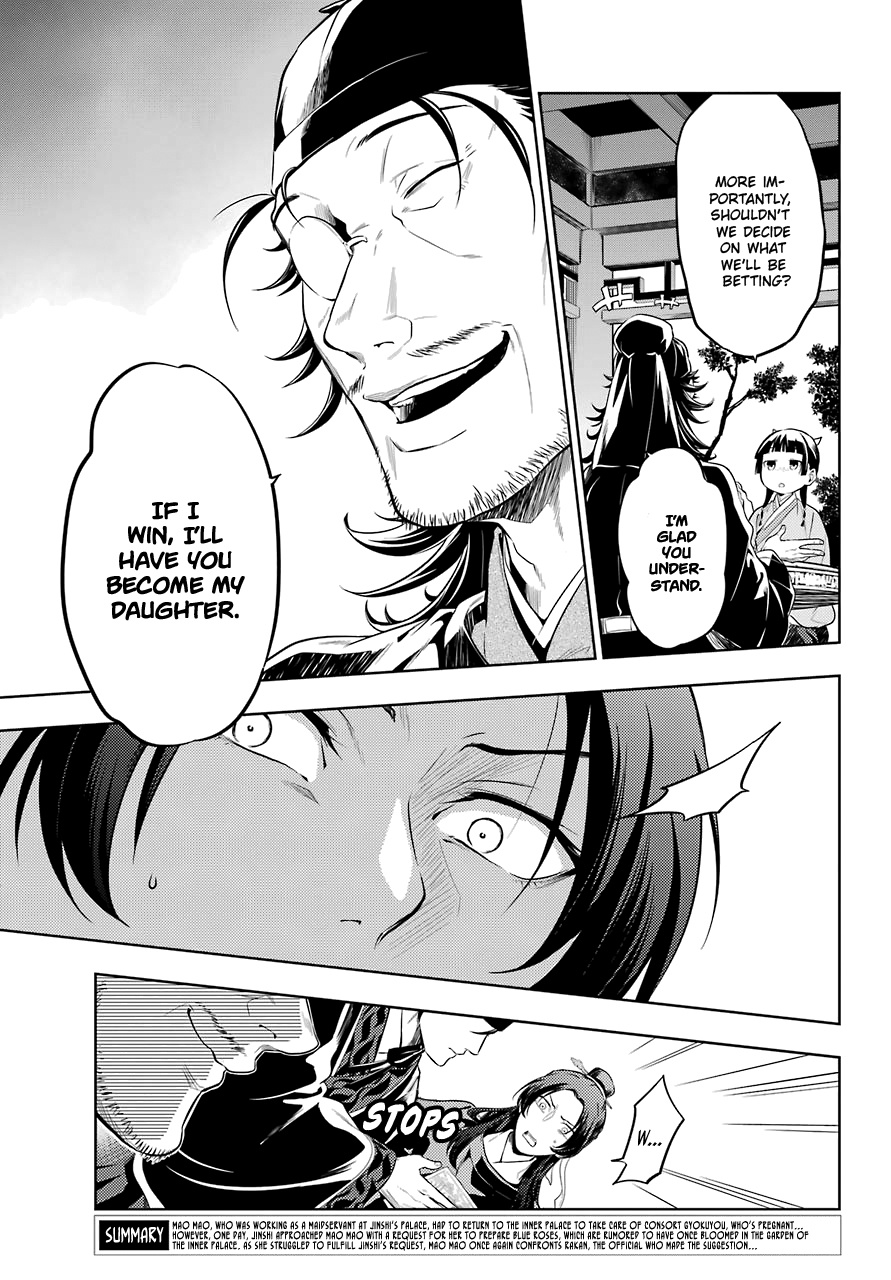 MORE IM-
PORTANTLY,
SHOULDN'T
WE DECIDE
ON WHAT
WE'LL BE
BETTING?
I'M
GLAD
YOU
UNDER-
STAND.
IF I
WIN, I'LL
HAVE YOU
BECOME MY
DAUGHTER.
STOPS
W...
SUMMARY
MAO MAO, WHO WAS WORKING AS A MAIDSERVANT AT JINSHI'S PALACE, HAD TO RETURN TO THE INNER PALACE TO TAKE CARE OF CONSORT GYOKUYOU, WHO'S PREGNANT...
HOWEVER, ONE DAY, JINSHI APPROACHED MAO MAO WITH A REQUEST FOR HER TO PREPARE BLUE ROSES, WHICH ARE RUMORED TO HAVE ONCE BLOOMED IN THE GARDEN OF
THE INNER PALACE. AS SHE STRUGGLED TO FULFILL JINSHI'S REQUEST, MAO MAO ONCE AGAIN CONFRONTS RAKAN, THE OFFICIAL WHO MADE THE SUGGESTION...